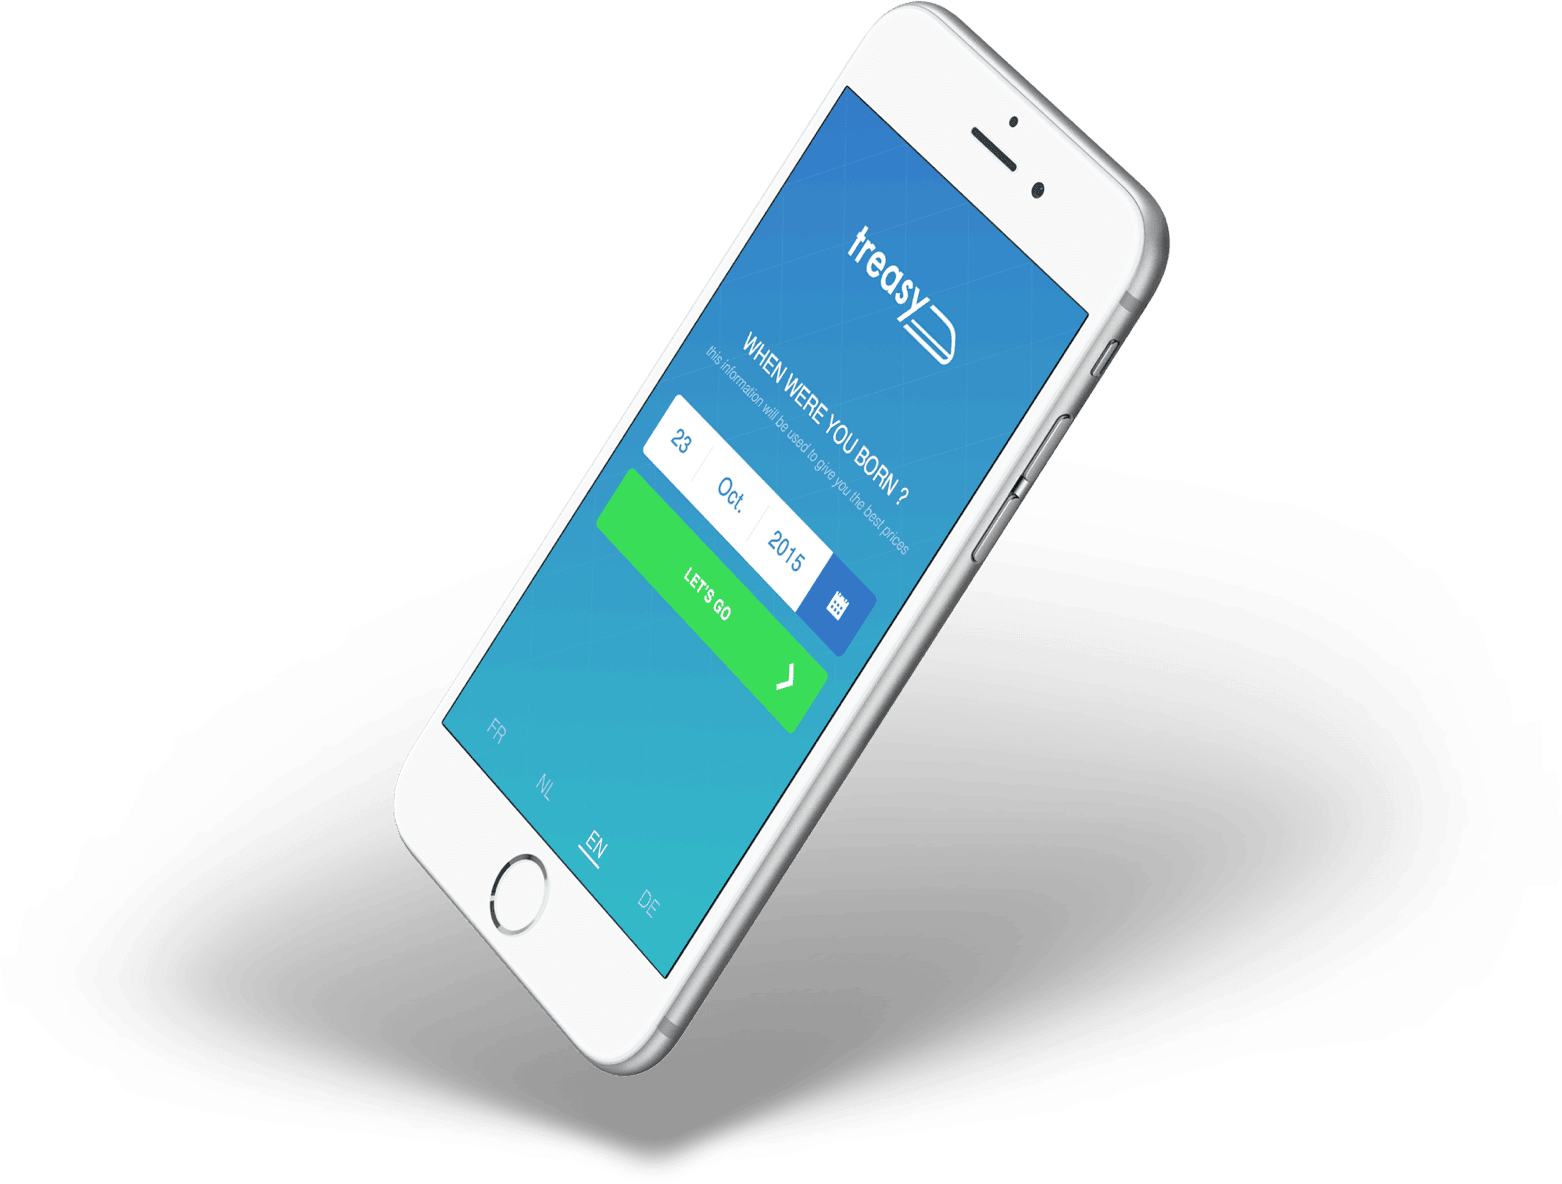 treasy
WHEN WERE YOU BORN ?
this information will be used to give you the best prices
23 Oct. 2015
LET'S GO
FR NL EN DE